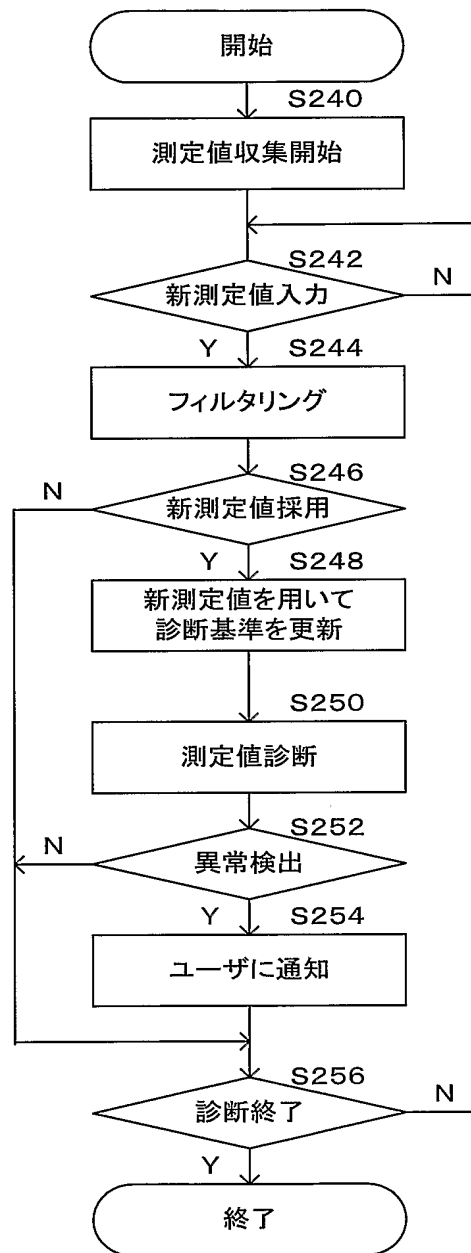 開始
S240
測定値収集開始
S242
新測定値入力
N
Y
S244
フィルタリング
S246
N
新測定値採用
Y
S248
新測定値を用いて
診断基準を更新
S250
測定値診断
S252
N
異常検出
Y
S254
ユーザに通知
S256
診断終了
N
Y
終了